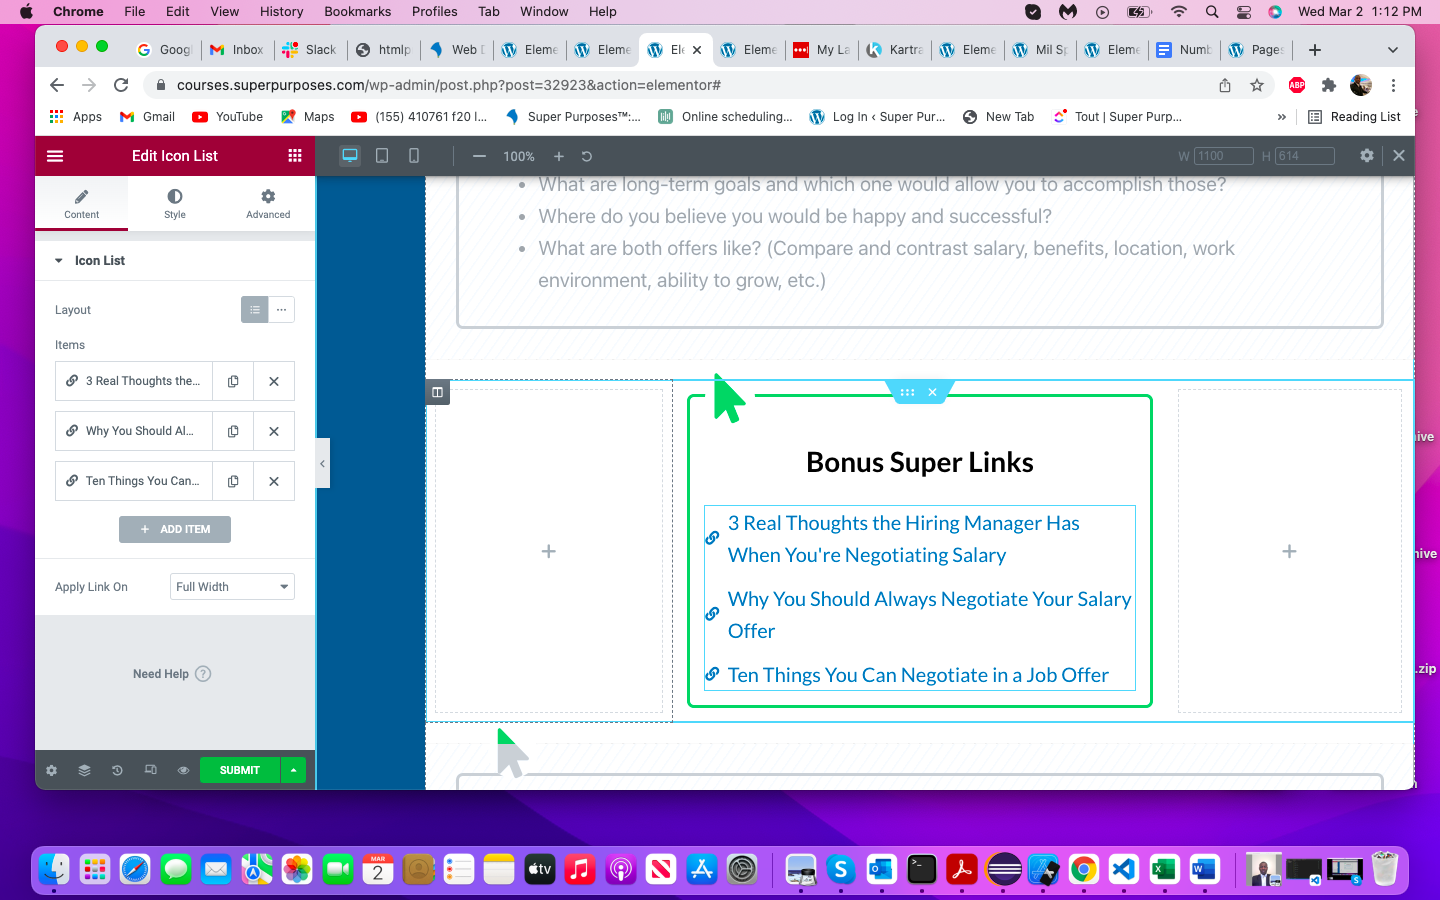 Chrome File Edit View History Bookmarks Profiles Tab Window Help Wed Mar 2 1:12 PM
Googl Inbox Slack htmlp Web D Eleme Eleme Ele Eleme My La Kartra Eleme Mil Sp Eleme Numb Pages
courses.superpurposes.com/wp-admin/post.php?post=32923&action=elementor# ABP
Apps Gmail YouTube Maps (155) 410761 f20 I... Super Purposes™:... Online scheduling... Log In ‹ Super Pur... New Tab Tout | Super Purp... » Reading List
Edit Icon List 100% W 1100 H 614
Content Style Advanced
Icon List
Layout
Items
3 Real Thoughts the...
Why You Should Al...
Ten Things You Can...
ADD ITEM
Apply Link On Full Width
Need Help ?
SUBMIT
What are long-term goals and which one would allow you to accomplish those?
Where do you believe you would be happy and successful?
What are both offers like? (Compare and contrast salary, benefits, location, work
environment, ability to grow, etc.)
Bonus Super Links
3 Real Thoughts the Hiring Manager Has
When You're Negotiating Salary
Why You Should Always Negotiate Your Salary
Offer
Ten Things You Can Negotiate in a Job Offer
.zip
MAR
2
tv